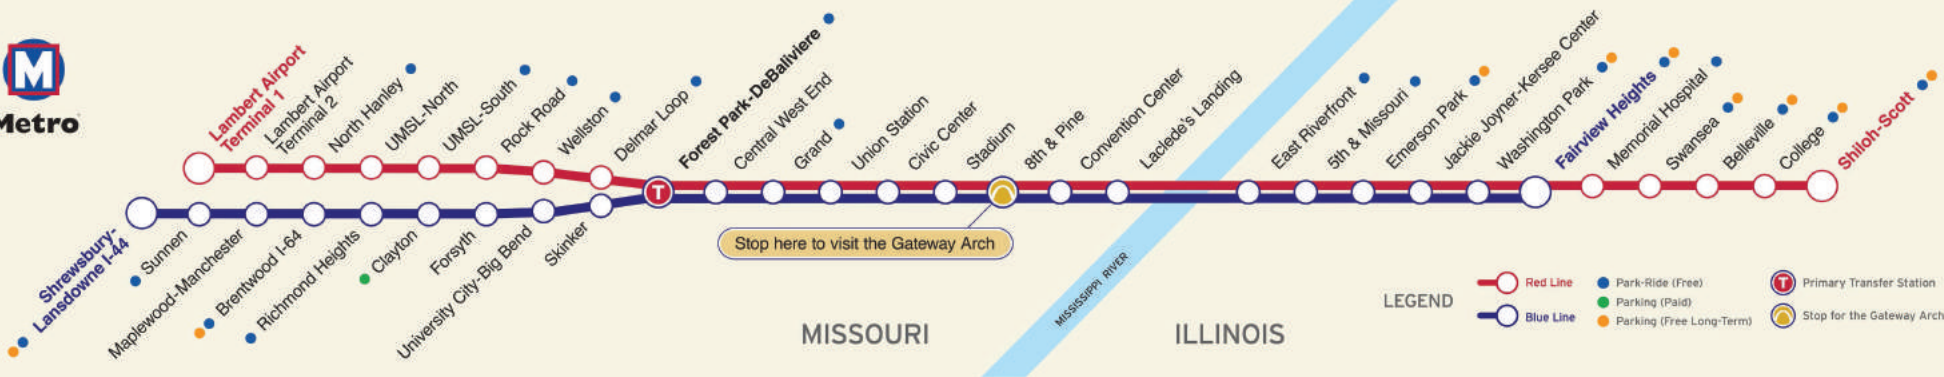 M
Metro
Lambert Airport
Terminal 1
Lambert Airport
Terminal 2
North Hanley
UMSL-North
UMSL-South
Rock Road
Wellston
Delmar Loop
Forest Park-DeBaliviere
Central West End
Grand
Union Station
Civic Center
Stadium
8th & Pine
Convention Center
Laclede's Landing
East Riverfront
5th & Missouri
Emerson Park
Jackie Joyner-Kersee Center
Washington Park
Fairview Heights
Memorial Hospital
Swansea
Belleville
College
Shiloh-Scott
T
Shrewsbury-
Lansdowne I-44
Sunnen
Maplewood-Manchester
Brentwood I-64
Richmond Heights
Clayton
Forsyth
University City-Big Bend
Skinker
Stop here to visit the Gateway Arch
MISSISSIPPI RIVER
MISSOURI
ILLINOIS
LEGEND
Red Line
Blue Line
Park-Ride (Free)
Parking (Paid)
Parking (Free Long-Term)
T
Primary Transfer Station
Stop for the Gateway Arch